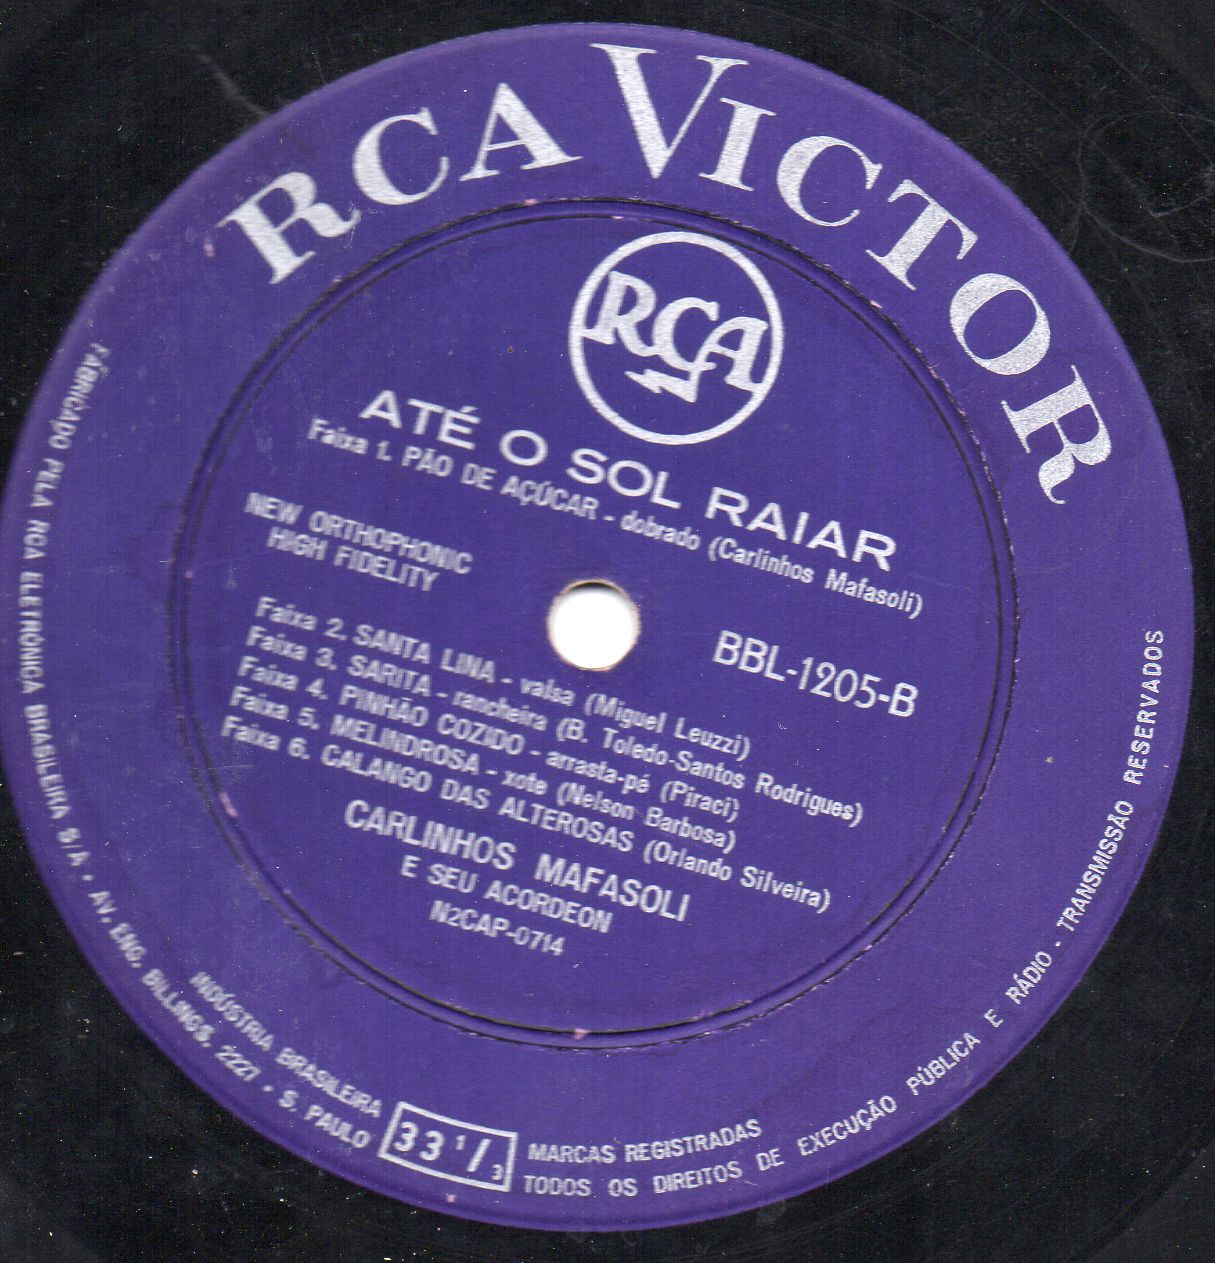 RCA VICTOR
RCA
ATÉ O SOL RAIAR
Faixa 1. PÃO DE AÇÚCAR - dobrado (Carlinhos Mafasoli)
NEW ORTHOPHONIC
HIGH FIDELITY
BBL-1205-B
Faixa 2. SANTA LINA - valsa (Miguel Leuzzi)
Faixa 3. SARITA - rancheira (B. Toledo-Santos Rodrigues)
Faixa 4. PINHÃO COZIDO - arrasta-pé (Piraci)
Faixa 5. MELINDROSA - xote (Nelson Barbosa)
Faixa 6. CALANGO DAS ALTEROSAS (Orlando Silveira)
CARLINHOS MAFASOLI
E SEU ACORDEON
N2CAP-0714
FÁBRICADO PELA RCA ELETRÔNICA BRASILEIRA S/A • AV. ENG. BILLINGS, 2227 • S. PAULO
INDÚSTRIA BRASILEIRA
33 1/3
MARCAS REGISTRADAS
TODOS OS DIREITOS DE EXECUÇÃO PÚBLICA E RÁDIO - TRANSMISSÃO RESERVADOS